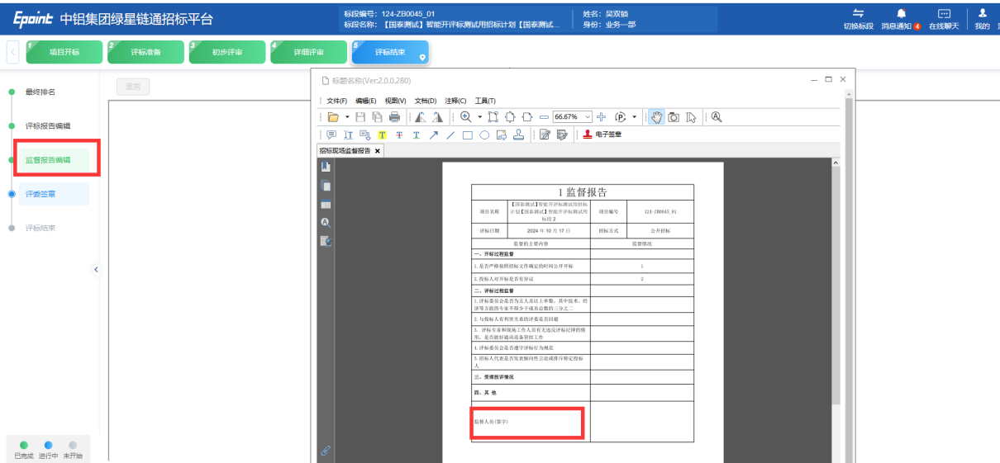 Epoint 中铝集团绿星链通招标平台
标段编号：124-ZB0045_01
标段名称：【国泰测试】智能开评标测试用招标计划【国泰测试...
姓名：吴双锁
身份：业务一部
切换标段 消息通知 4 在线聊天 我的
1 项目开标
2 评标准备
3 初步评审
4 详细评审
5 评标结束
最终排名
评标报告编辑
监督报告编辑
评委签章
评标结束
已完成 进行中 未开始
重置
标题名称(Ver:2.0.0.280)
文件(F) 编辑(E) 视图(V) 文档(D) 注释(C) 工具(T)
66.67%
电子签章
招标现场监督报告
1 监督报告
项目名称 【国泰测试】智能开评标测试用招标计划【国泰测试】智能开评标测试用标段 2 项目编号 124-ZB0045_01
评标日期 2024 年 10 月 17 日 招标方式 公开招标
监督的主要内容 监督情况
一、开标过程监督
1.是否严格按照招标文件确定的时间公开开标 1
2.投标人对开标是否有异议 2
二、评标过程监督
1.评标委员会是否为五人及以上单数，其中技术、经
济等方面的专家不得少于成员总数的三分之二
2.与投标人有利害关系的评委是否回避
3. 评标专家和现场工作人员有无违反评标纪律的情
形，是否做好通讯设备管控工作
4.评标委员会是否遵守评标行为规范
5.招标人代表是否发表倾向性言论或排斥特定投标
人
三、受理投诉情况
四、其 他
监督人员(签字)